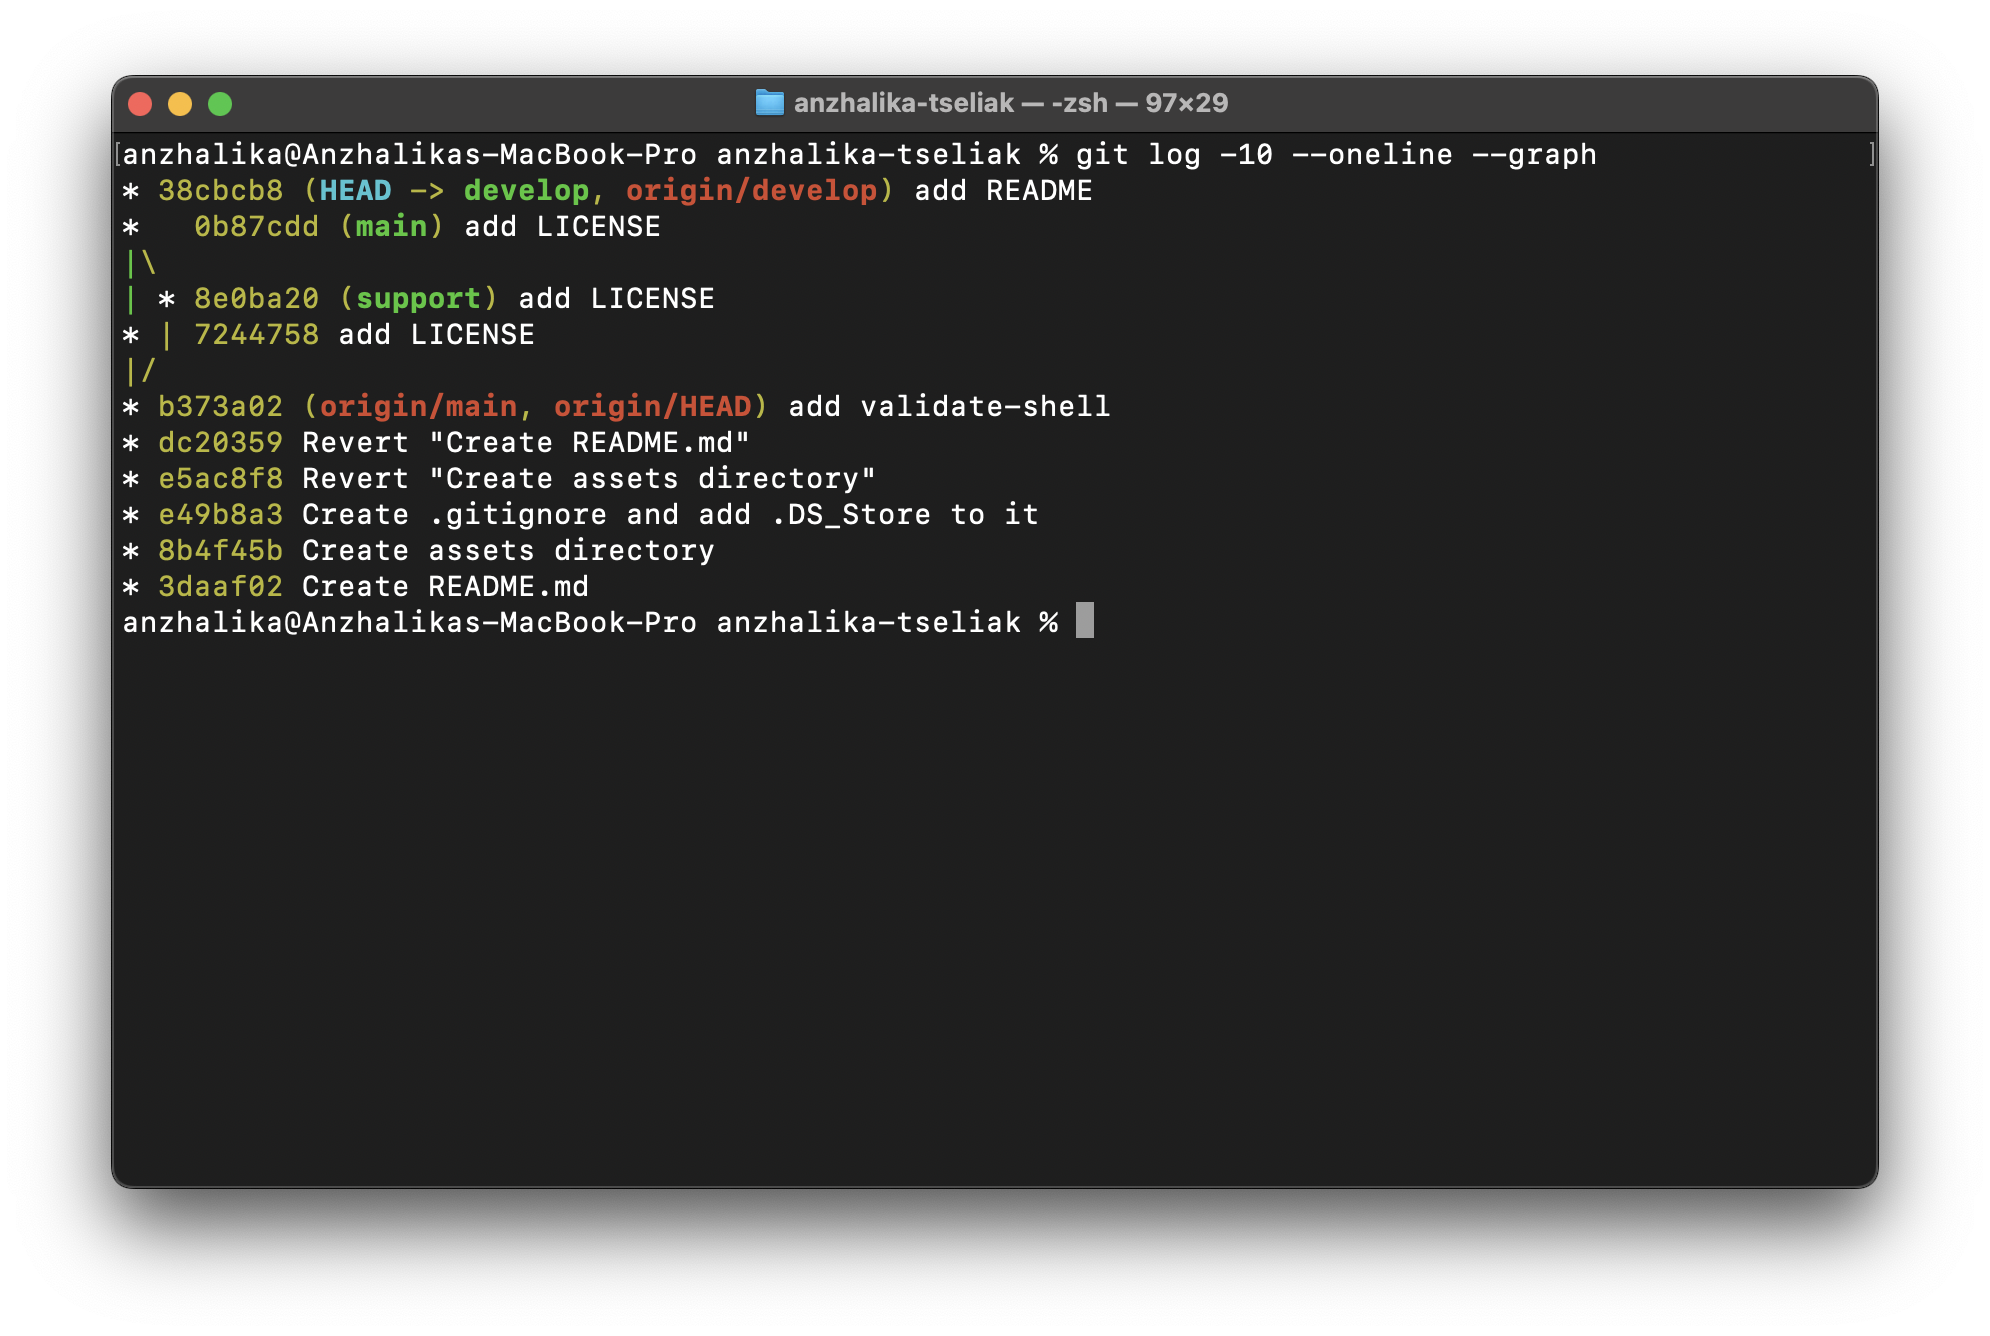 anzhalika-tseliak — -zsh — 97×29
[anzhalika@Anzhalikas-MacBook-Pro anzhalika-tseliak % git log -10 --oneline --graph ]
* 38cbcb8 (HEAD -> develop, origin/develop) add README
*   0b87cdd (main) add LICENSE
|\
| * 8e0ba20 (support) add LICENSE
* | 7244758 add LICENSE
|/
* b373a02 (origin/main, origin/HEAD) add validate-shell
* dc20359 Revert "Create README.md"
* e5ac8f8 Revert "Create assets directory"
* e49b8a3 Create .gitignore and add .DS_Store to it
* 8b4f45b Create assets directory
* 3daaf02 Create README.md
anzhalika@Anzhalikas-MacBook-Pro anzhalika-tseliak %